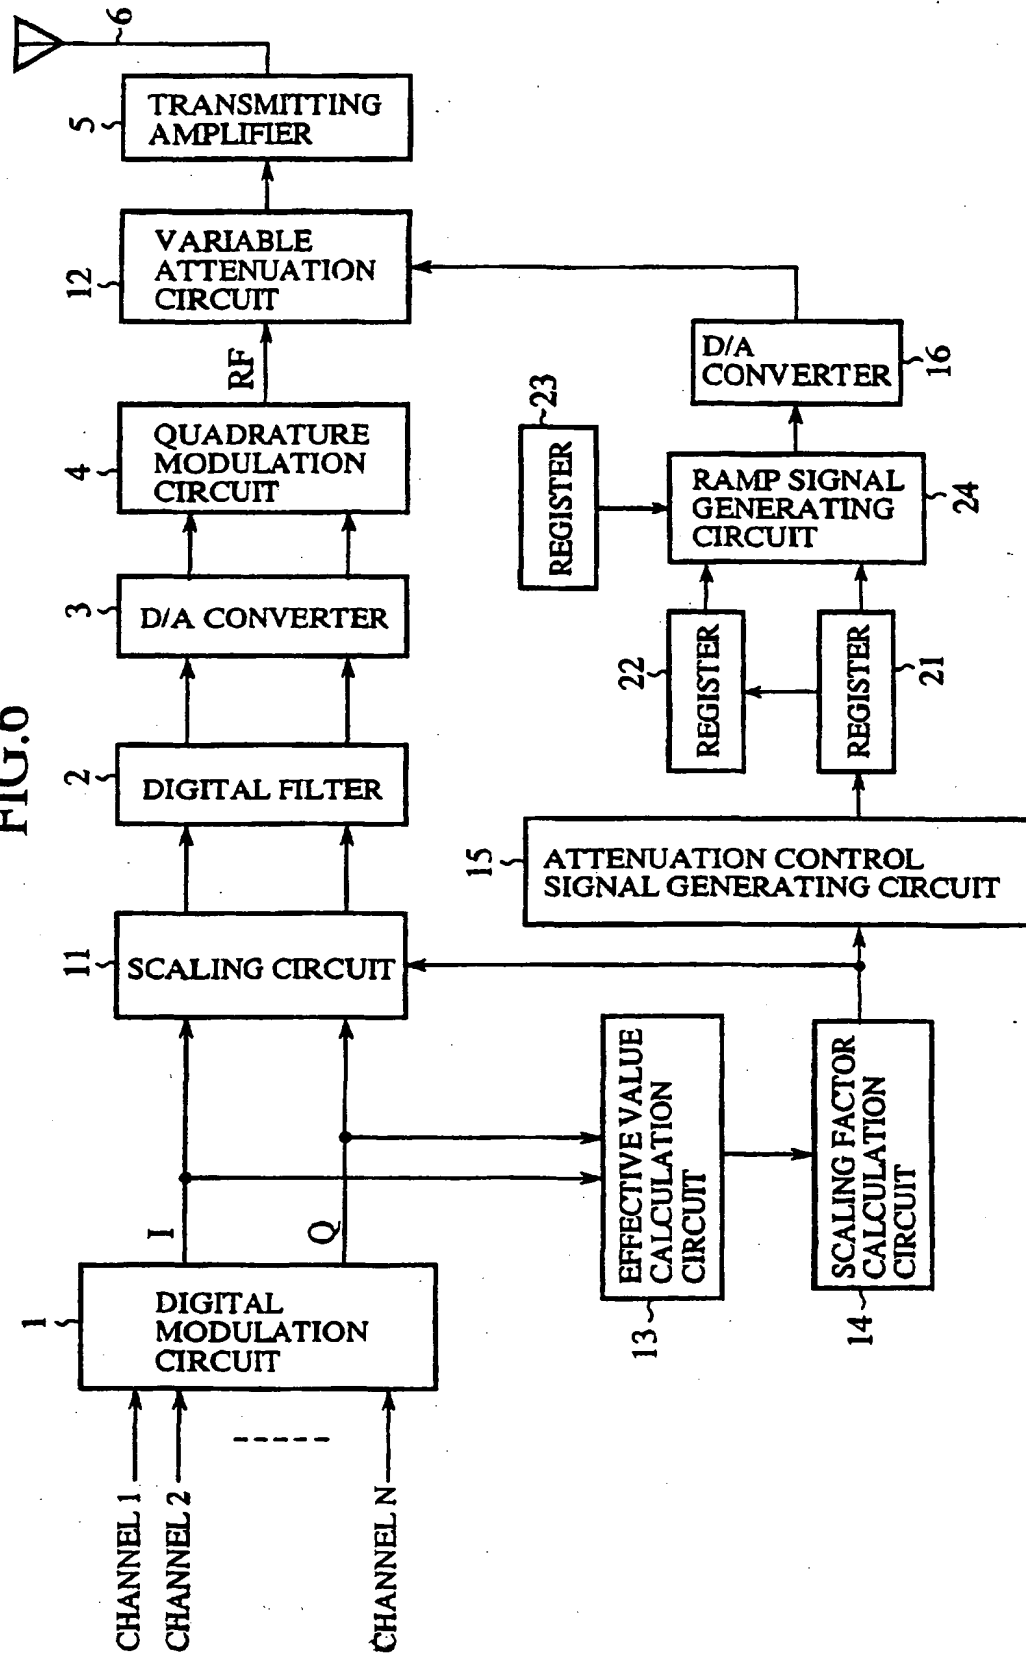 FIG.6
CHANNEL 1
CHANNEL 2
CHANNEL N
1
DIGITAL
MODULATION
CIRCUIT
I
Q
11
SCALING CIRCUIT
2
DIGITAL FILTER
3
D/A CONVERTER
4
QUADRATURE
MODULATION
CIRCUIT
RF
12
VARIABLE
ATTENUATION
CIRCUIT
5
TRANSMITTING
AMPLIFIER
6
EFFECTIVE VALUE
CALCULATION
CIRCUIT
13
SCALING FACTOR
CALCULATION
CIRCUIT
14
15
ATTENUATION CONTROL
SIGNAL GENERATING CIRCUIT
22
REGISTER
REGISTER
21
REGISTER
23
RAMP SIGNAL
GENERATING
CIRCUIT
24
D/A
CONVERTER
16